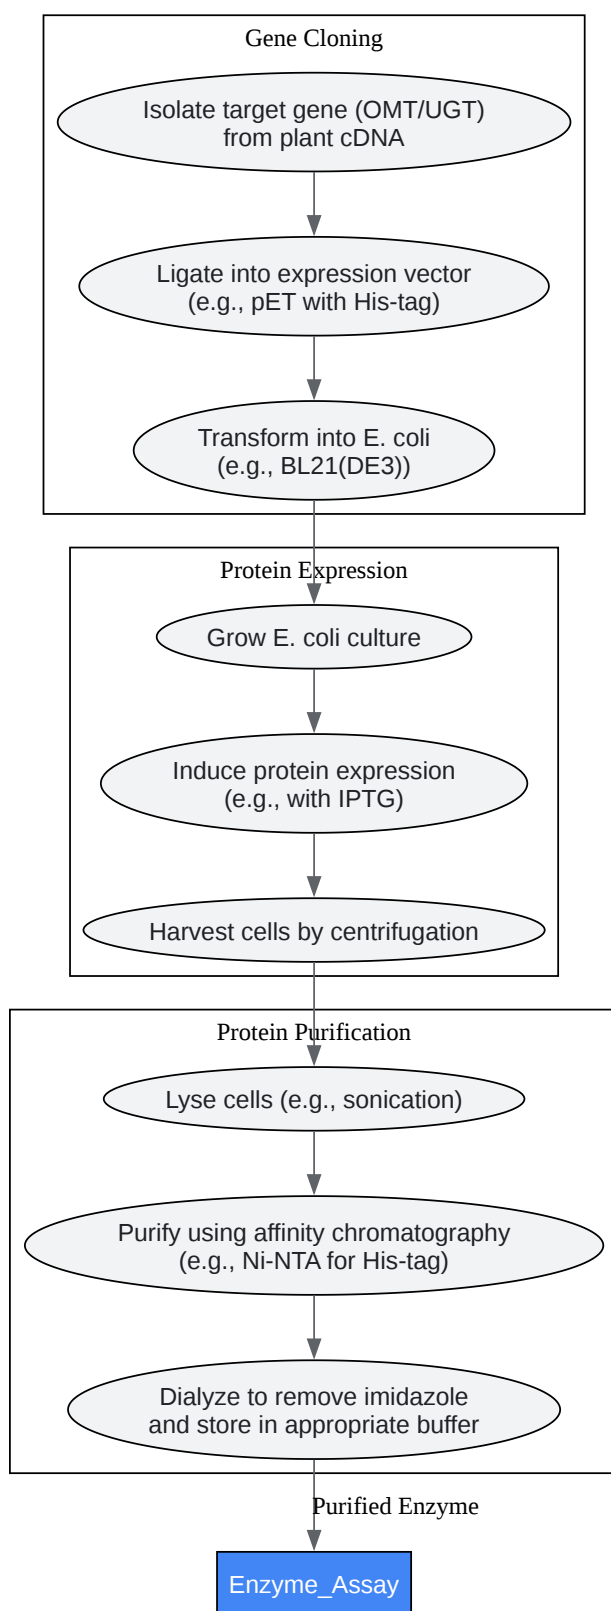 Gene Cloning
Isolate target gene (OMT/UGT)
from plant cDNA
Ligate into expression vector
(e.g., pET with His-tag)
Transform into E. coli
(e.g., BL21(DE3))
Protein Expression
Grow E. coli culture
Induce protein expression
(e.g., with IPTG)
Harvest cells by centrifugation
Protein Purification
Lyse cells (e.g., sonication)
Purify using affinity chromatography
(e.g., Ni-NTA for His-tag)
Dialyze to remove imidazole
and store in appropriate buffer
Purified Enzyme
Enzyme_Assay